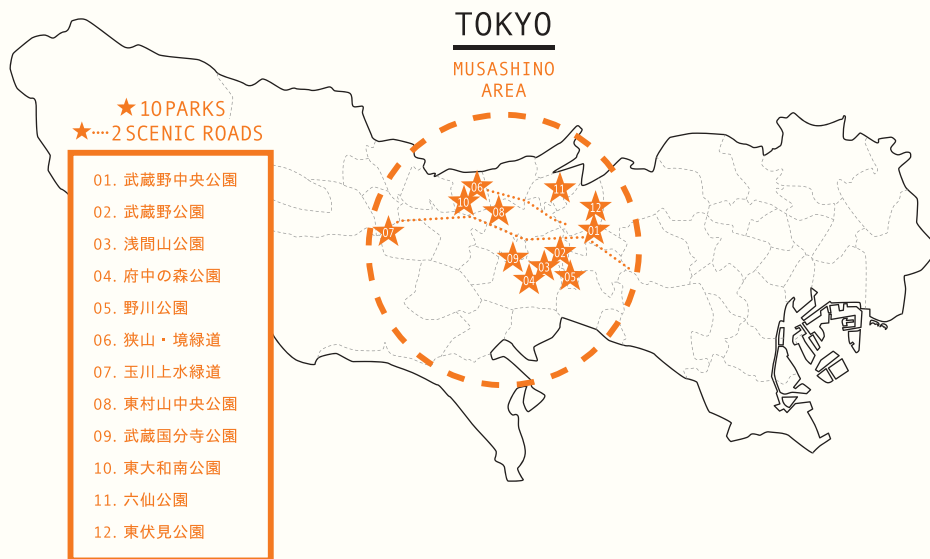 TOKYO
MUSASHINO
AREA
★ 10 PARKS
★···· 2 SCENIC ROADS
01. 武蔵野中央公園
02. 武蔵野公園
03. 浅間山公園
04. 府中の森公園
05. 野川公園
06. 狭山・境緑道
07. 玉川上水緑道
08. 東村山中央公園
09. 武蔵国分寺公園
10. 東大和南公園
11. 六仙公園
12. 東伏見公園
06
11
10
08
12
07
01
02
09
03
05
04